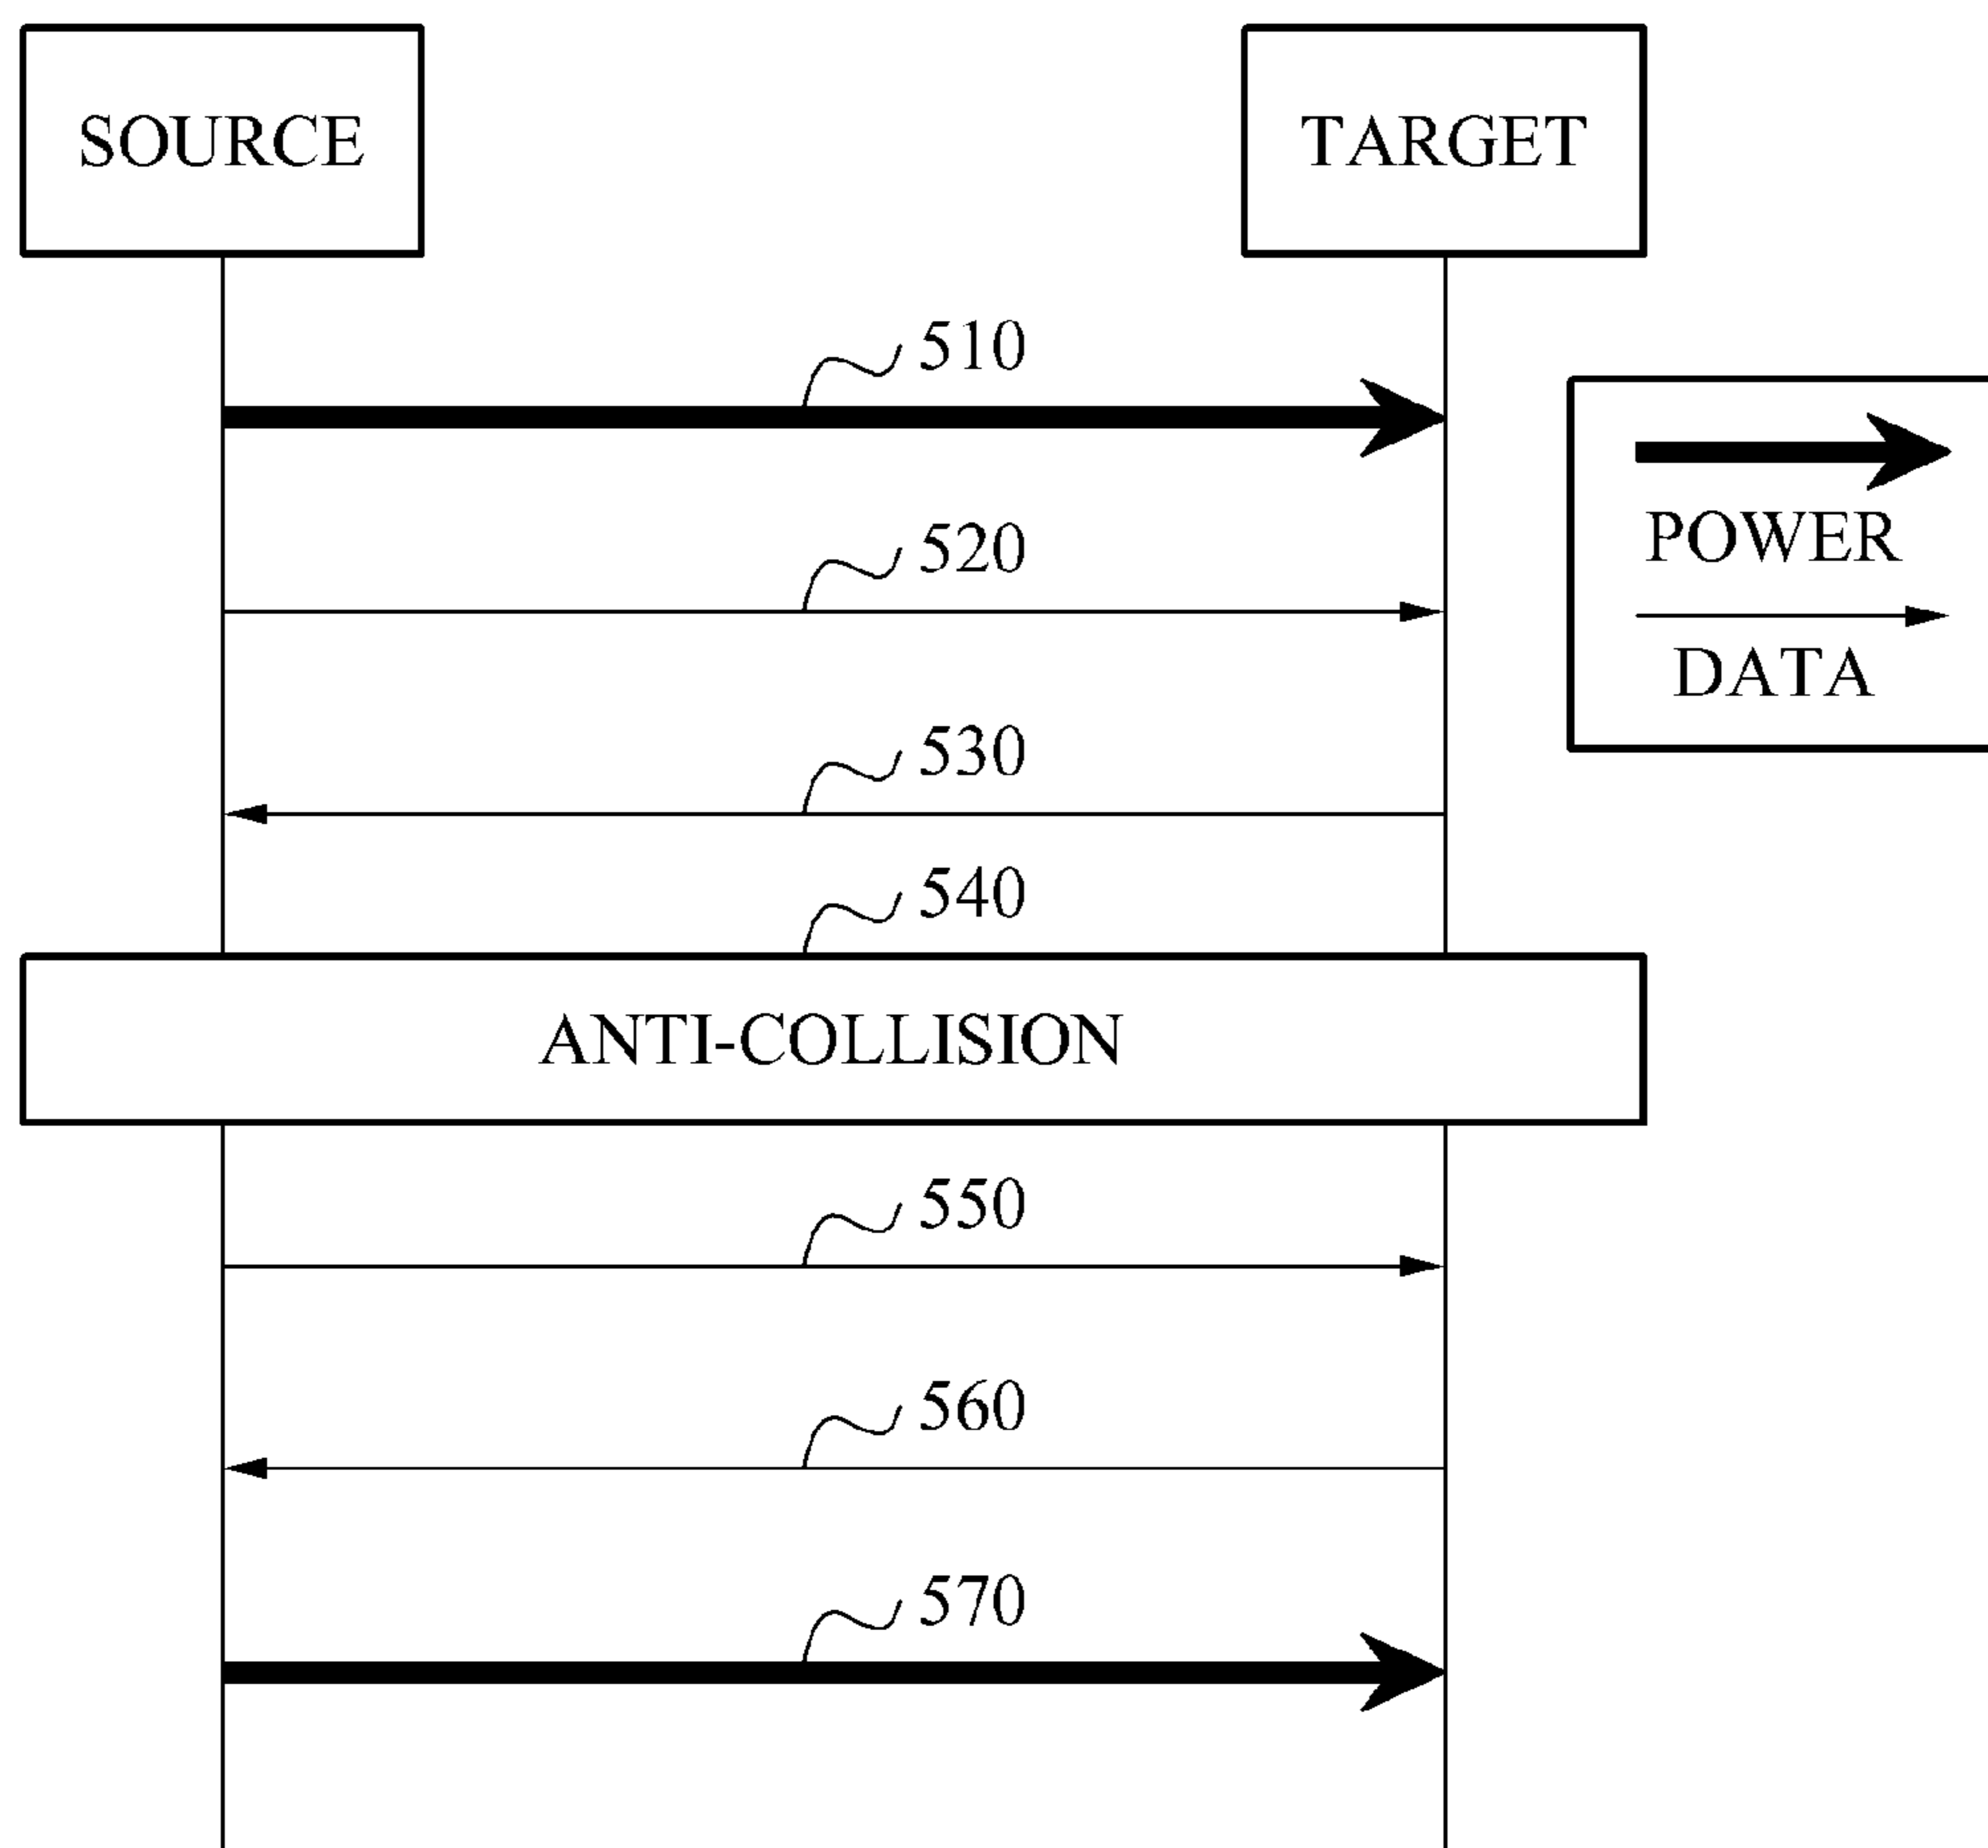 SOURCE
TARGET
510
POWER
520
DATA
530
540
ANTI-COLLISION
550
560
570